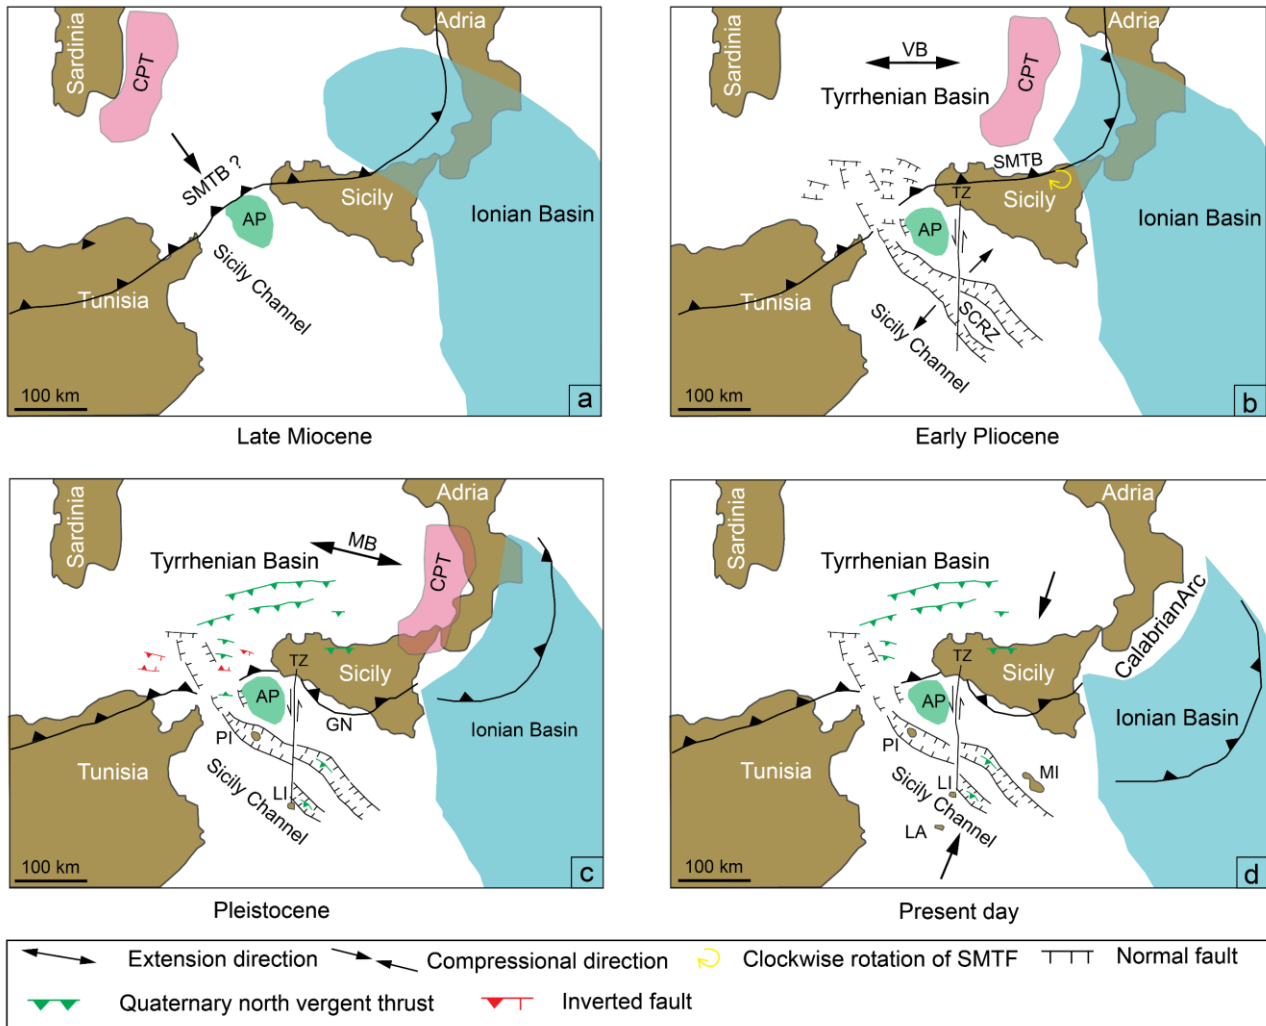 Sardinia
CPT
Adria
SMTB ?
AP
Sicily
Ionian Basin
Sicily Channel
Tunisia
100 km
a
Late Miocene
Sardinia
VB
Tyrrhenian Basin
CPT
Adria
SMTB
TZ
Sicily
AP
Ionian Basin
Tunisia
SCRZ
Sicily Channel
100 km
b
Early Pliocene
Sardinia
Adria
MB
Tyrrhenian Basin
CPT
TZ
Sicily
AP
GN
PI
Ionian Basin
Tunisia
Sicily Channel
LI
100 km
c
Pleistocene
Sardinia
Adria
Tyrrhenian Basin
CalabrianArc
TZ
Sicily
AP
Ionian Basin
PI
Tunisia
Sicily Channel
LI
MI
LA
100 km
d
Present day
Extension direction
Compressional direction
Clockwise rotation of SMTF
Normal fault
Quaternary north vergent thrust
Inverted fault